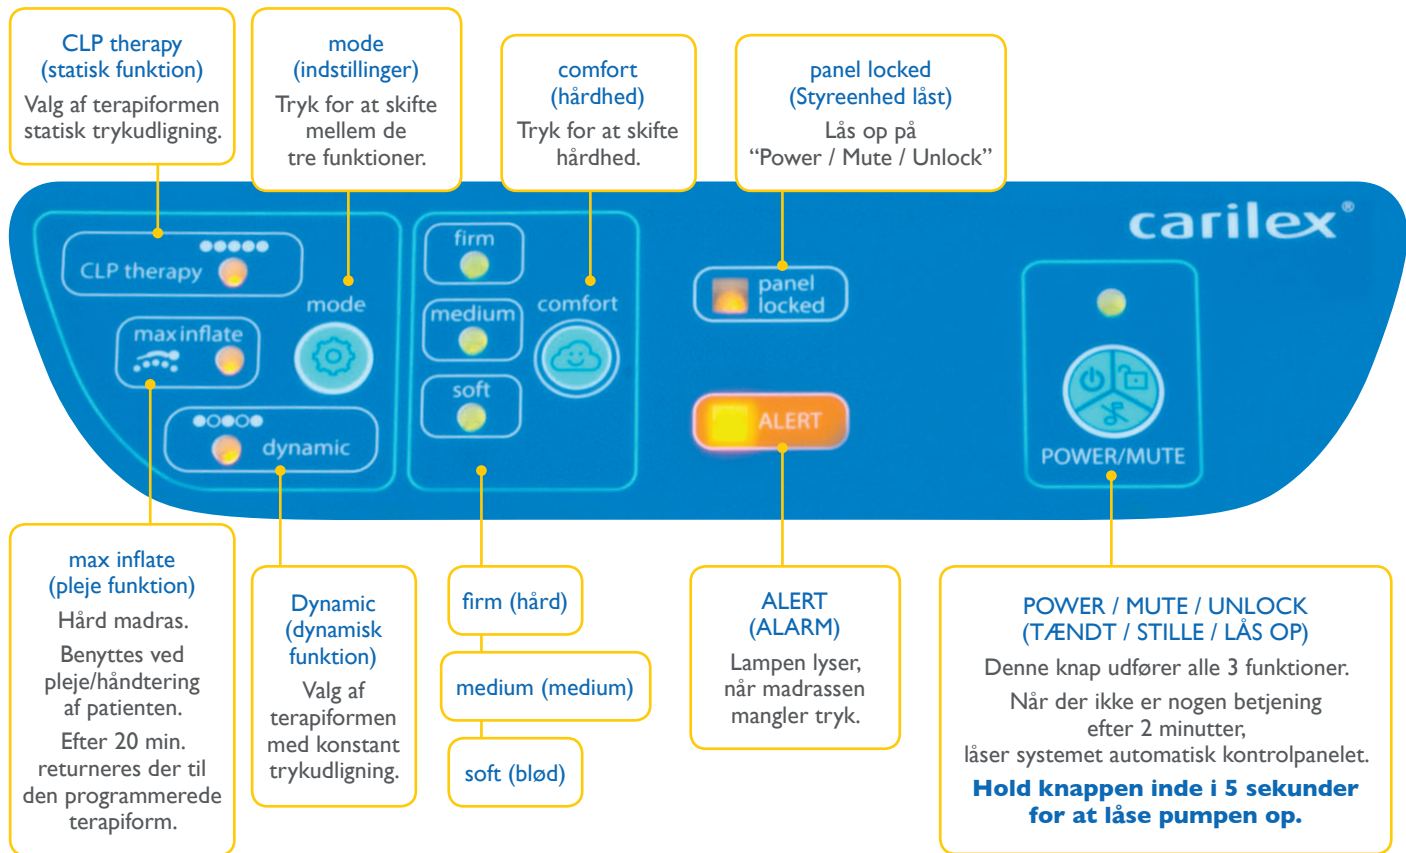 CLP therapy
(statisk funktion)
Valg af terapiformen
statisk trykudligning.
mode
(indstillinger)
Tryk for at skifte
mellem de
tre funktioner.
comfort
(hårdhed)
Tryk for at skifte
hårdhed.
panel locked
(Styreenhed låst)
Lås op på
“Power / Mute / Unlock”
carilex®
CLP therapy
mode
max inflate
dynamic
firm
medium
soft
comfort
panel
locked
ALERT
POWER/MUTE
max inflate
(pleje funktion)
Hård madras.
Benyttes ved
pleje/håndtering
af patienten.
Efter 20 min.
returneres der til
den programmerede
terapiform.
Dynamic
(dynamisk
funktion)
Valg af
terapiformen
med konstant
trykudligning.
firm (hård)
medium (medium)
soft (blød)
ALERT
(ALARM)
Lampen lyser,
når madrassen
mangler tryk.
POWER / MUTE / UNLOCK
(TÆNDT / STILLE / LÅS OP)
Denne knap udfører alle 3 funktioner.
Når der ikke er nogen betjening
efter 2 minutter,
låser systemet automatisk kontrolpanelet.
Hold knappen inde i 5 sekunder
for at låse pumpen op.